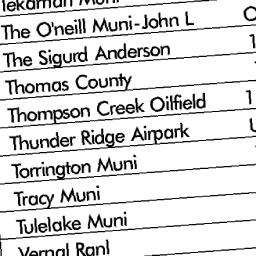 The O'neill Muni-John L
The Sigurd Anderson
Thomas County
Thompson Creek Oilfield 1
Thunder Ridge Airpark
Torrington Muni
Tracy Muni
Tulelake Muni